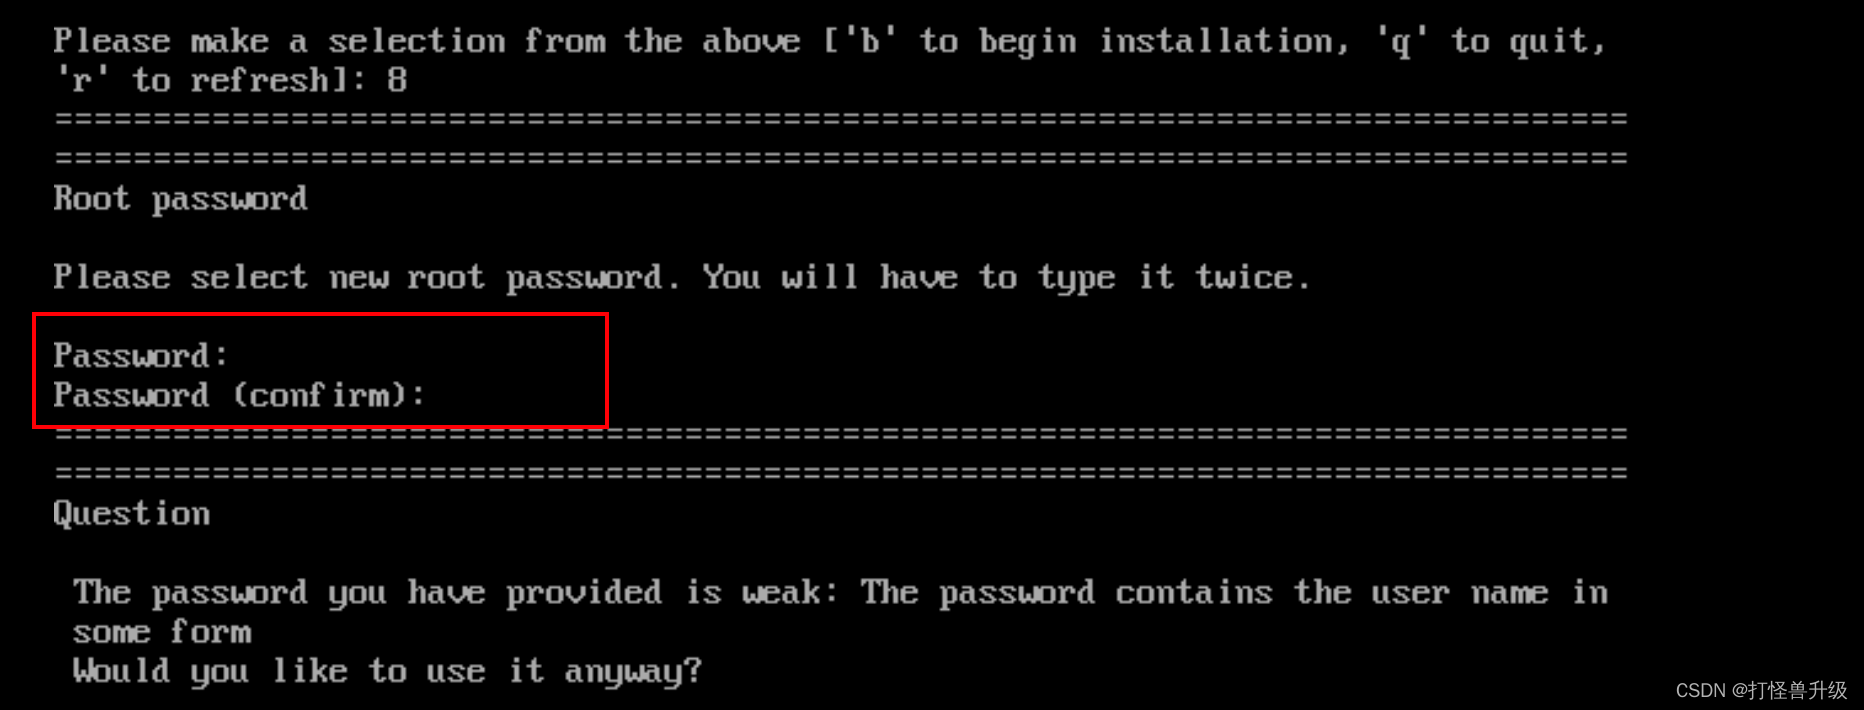 Please make a selection from the above ['b' to begin installation, 'q' to quit,
'r' to refresh]: 8
================================================================================
================================================================================
Root password
Please select new root password. You will have to type it twice.
Password:
Password (confirm):
================================================================================
================================================================================
Question
The password you have provided is weak: The password contains the user name in
some form
Would you like to use it anyway?
CSDN @打怪兽升级